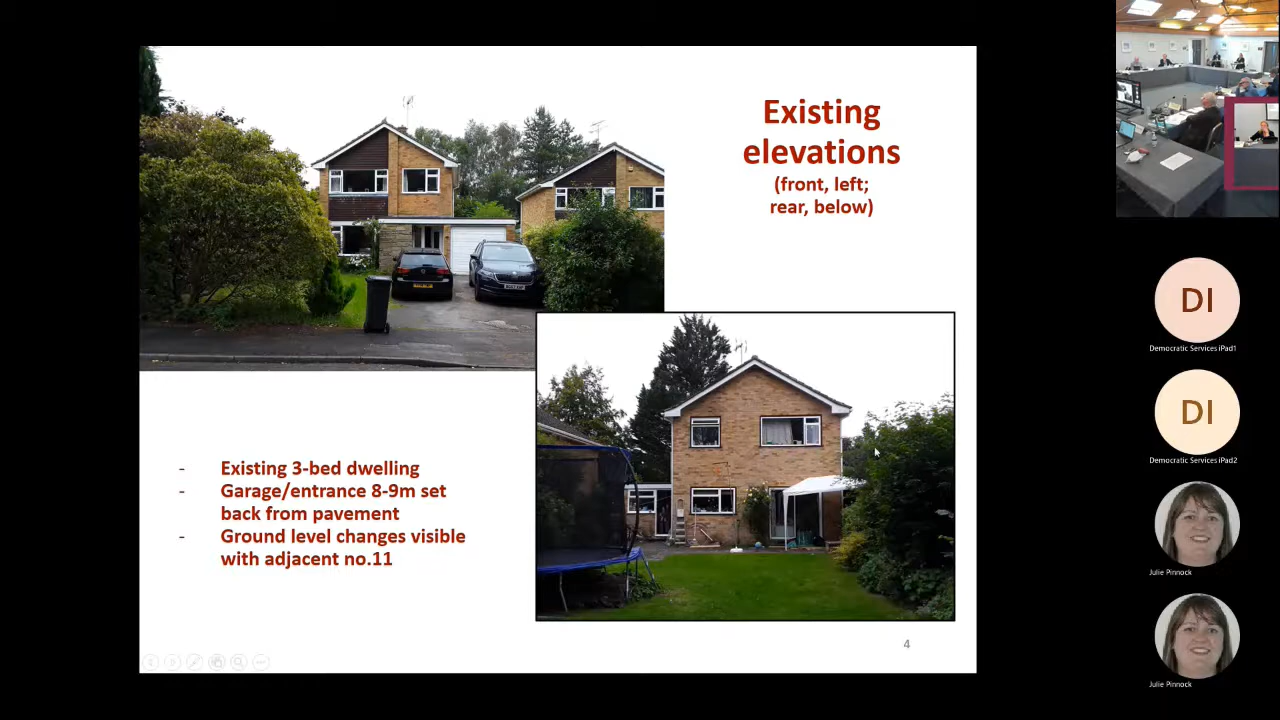 Existing
elevations
(front, left;
rear, below)
- Existing 3-bed dwelling
- Garage/entrance 8-9m set
back from pavement
- Ground level changes visible
with adjacent no.11
4
DI
Democratic Services iPad1
DI
Democratic Services iPad2
Julie Pinnock
Julie Pinnock